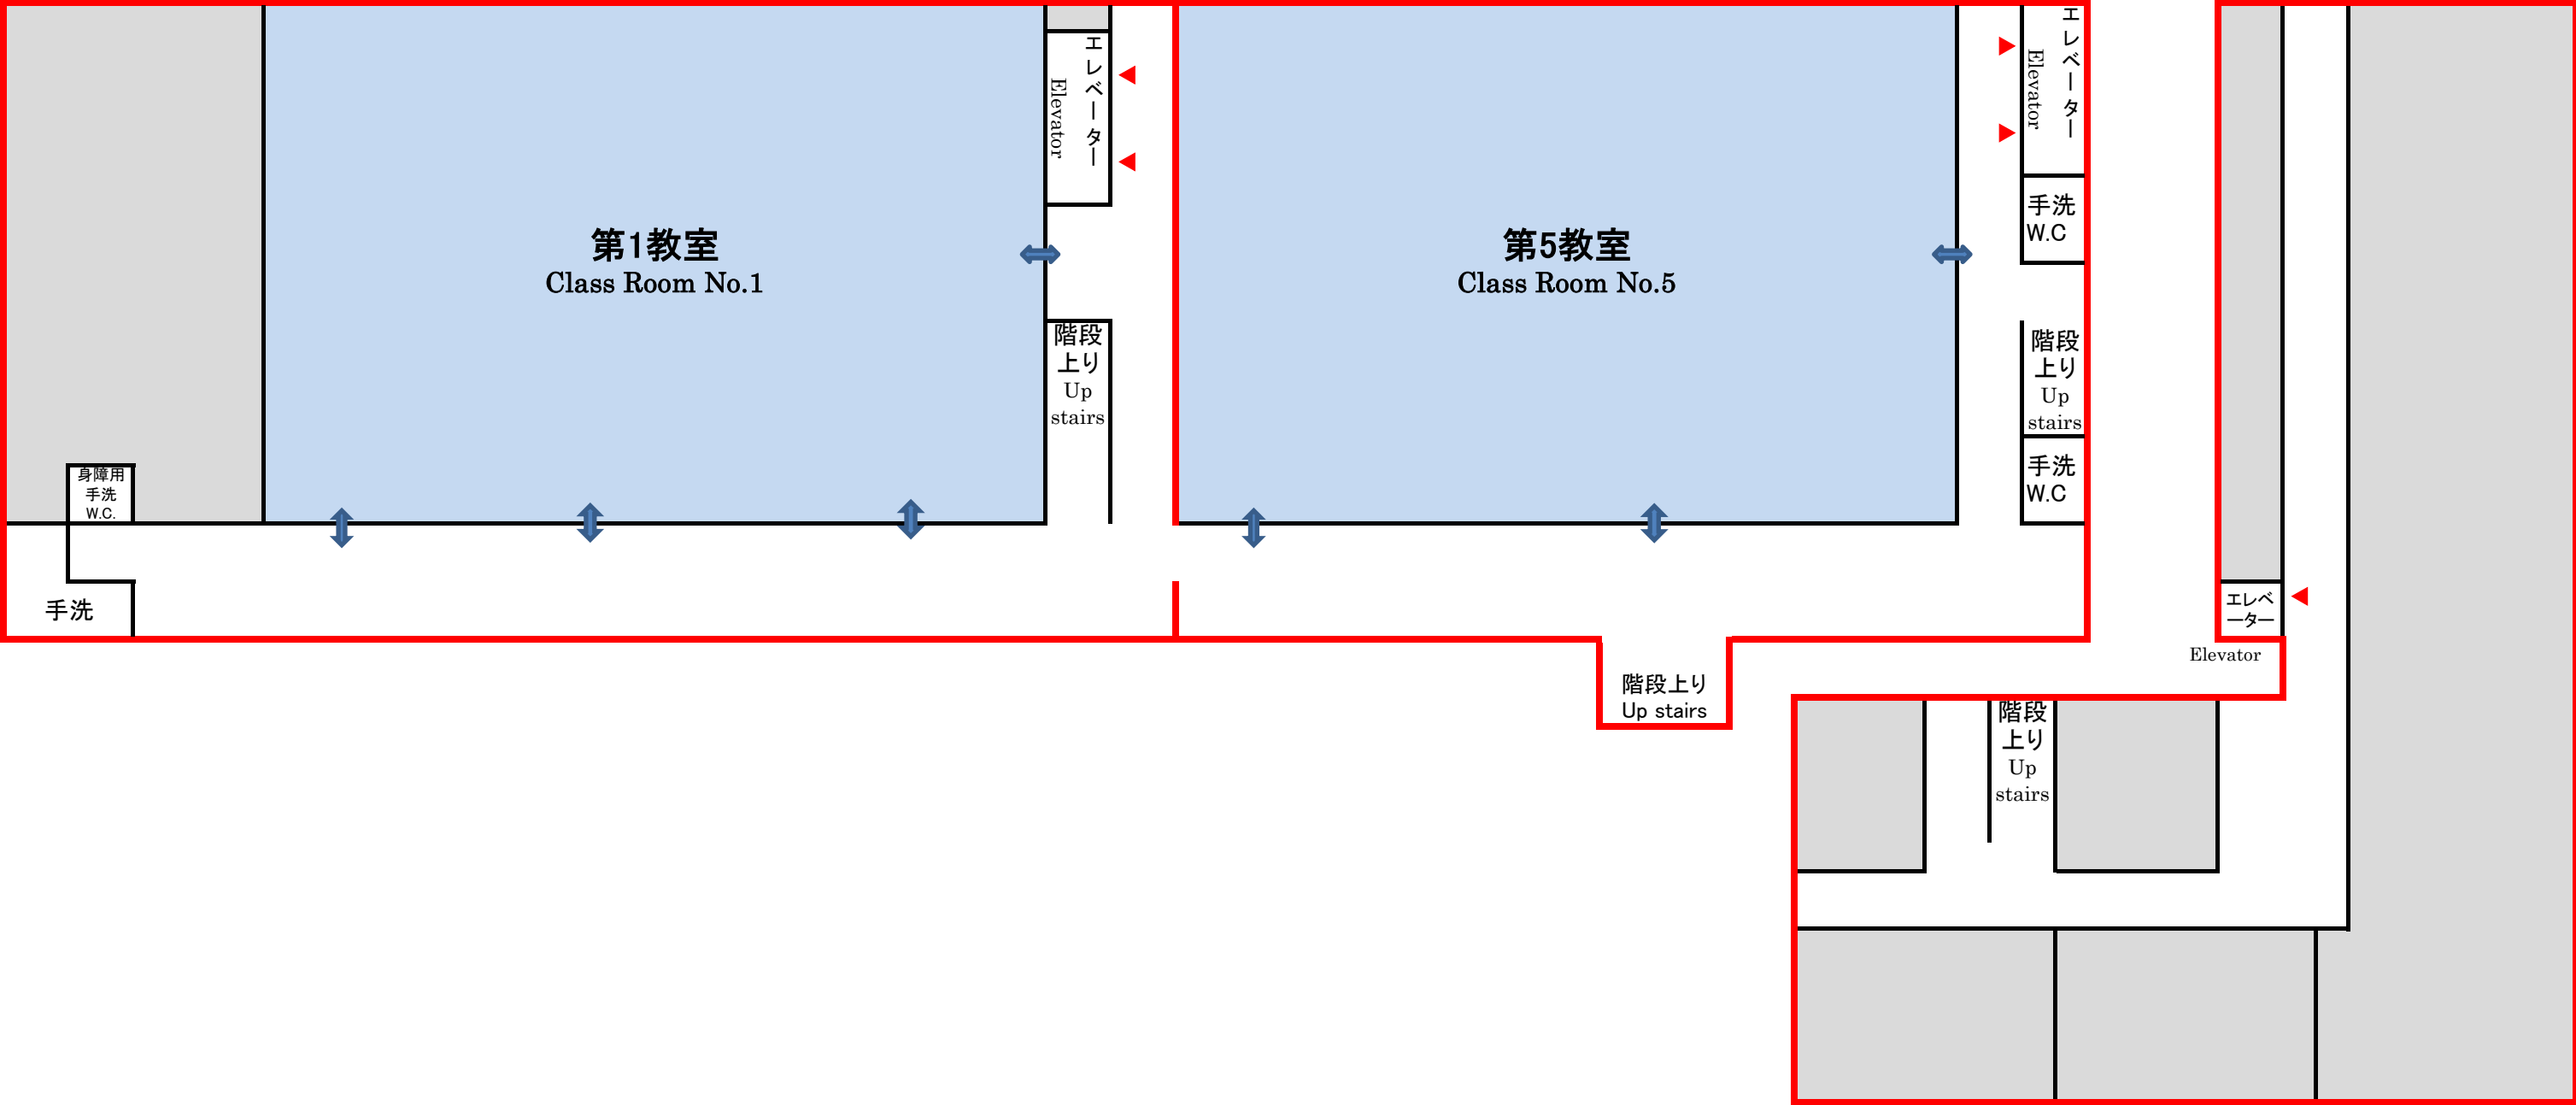 第1教室
Class Room No.1
エレベーター
Elevator
階段
上り
Up
stairs
身障用
手洗
W.C.
手洗
第5教室
Class Room No.5
エレベーター
Elevator
手洗
W.C
階段
上り
Up
stairs
手洗
W.C
階段上り
Up stairs
エレベ
ーター
Elevator
階段
上り
Up
stairs